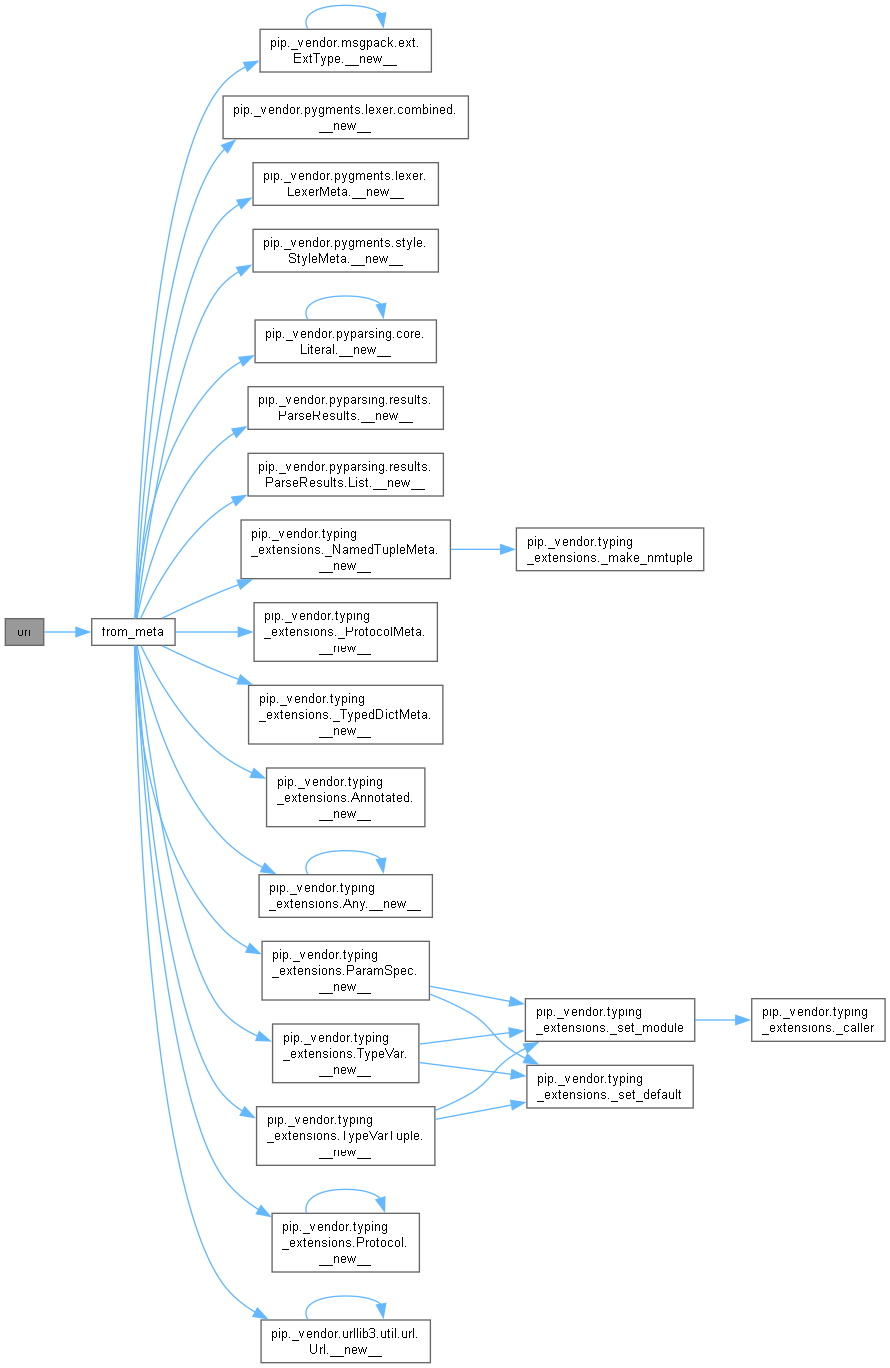 pip._vendor.msgpack.ext.
ExtType.__new__
pip._vendor.pygments.lexer.combined.
__new__
pip._vendor.pygments.lexer.
LexerMeta.__new__
pip._vendor.pygments.style.
StyleMeta.__new__
pip._vendor.pyparsing.core.
Literal.__new__
pip._vendor.pyparsing.results.
ParseResults.__new__
pip._vendor.pyparsing.results.
ParseResults.List.__new__
pip._vendor.typing
_extensions._NamedTupleMeta.
__new__
pip._vendor.typing
_extensions._make_nmtuple
url
from_meta
pip._vendor.typing
_extensions._ProtocolMeta.
__new__
pip._vendor.typing
_extensions._TypedDictMeta.
__new__
pip._vendor.typing
_extensions.Annotated.
__new__
pip._vendor.typing
_extensions.Any.__new__
pip._vendor.typing
_extensions.ParamSpec.
__new__
pip._vendor.typing
_extensions._set_module
pip._vendor.typing
_extensions._caller
pip._vendor.typing
_extensions.TypeVar.
__new__
pip._vendor.typing
_extensions._set_default
pip._vendor.typing
_extensions.TypeVarTuple.
__new__
pip._vendor.typing
_extensions.Protocol.
__new__
pip._vendor.urllib3.util.url.
Url.__new__